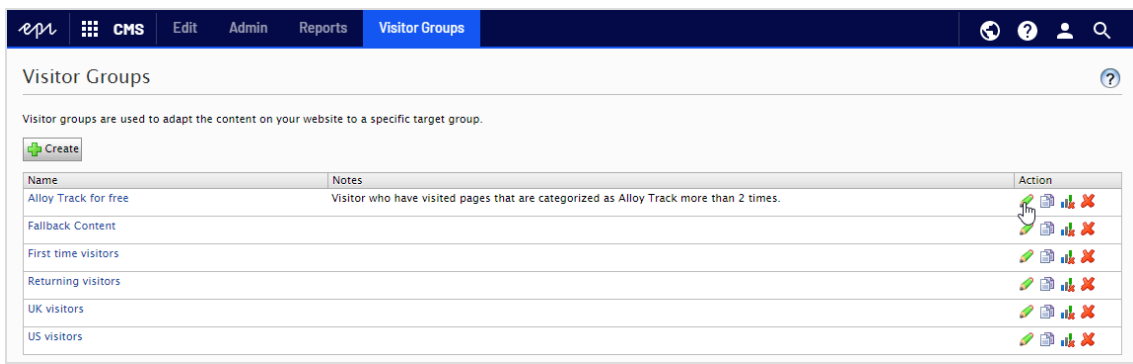 epi CMS Edit Admin Reports Visitor Groups
Visitor Groups
Visitor groups are used to adapt the content on your website to a specific target group.
Create
Name Notes Action
Alloy Track for free Visitor who have visited pages that are categorized as Alloy Track more than 2 times.
Fallback Content
First time visitors
Returning visitors
UK visitors
US visitors